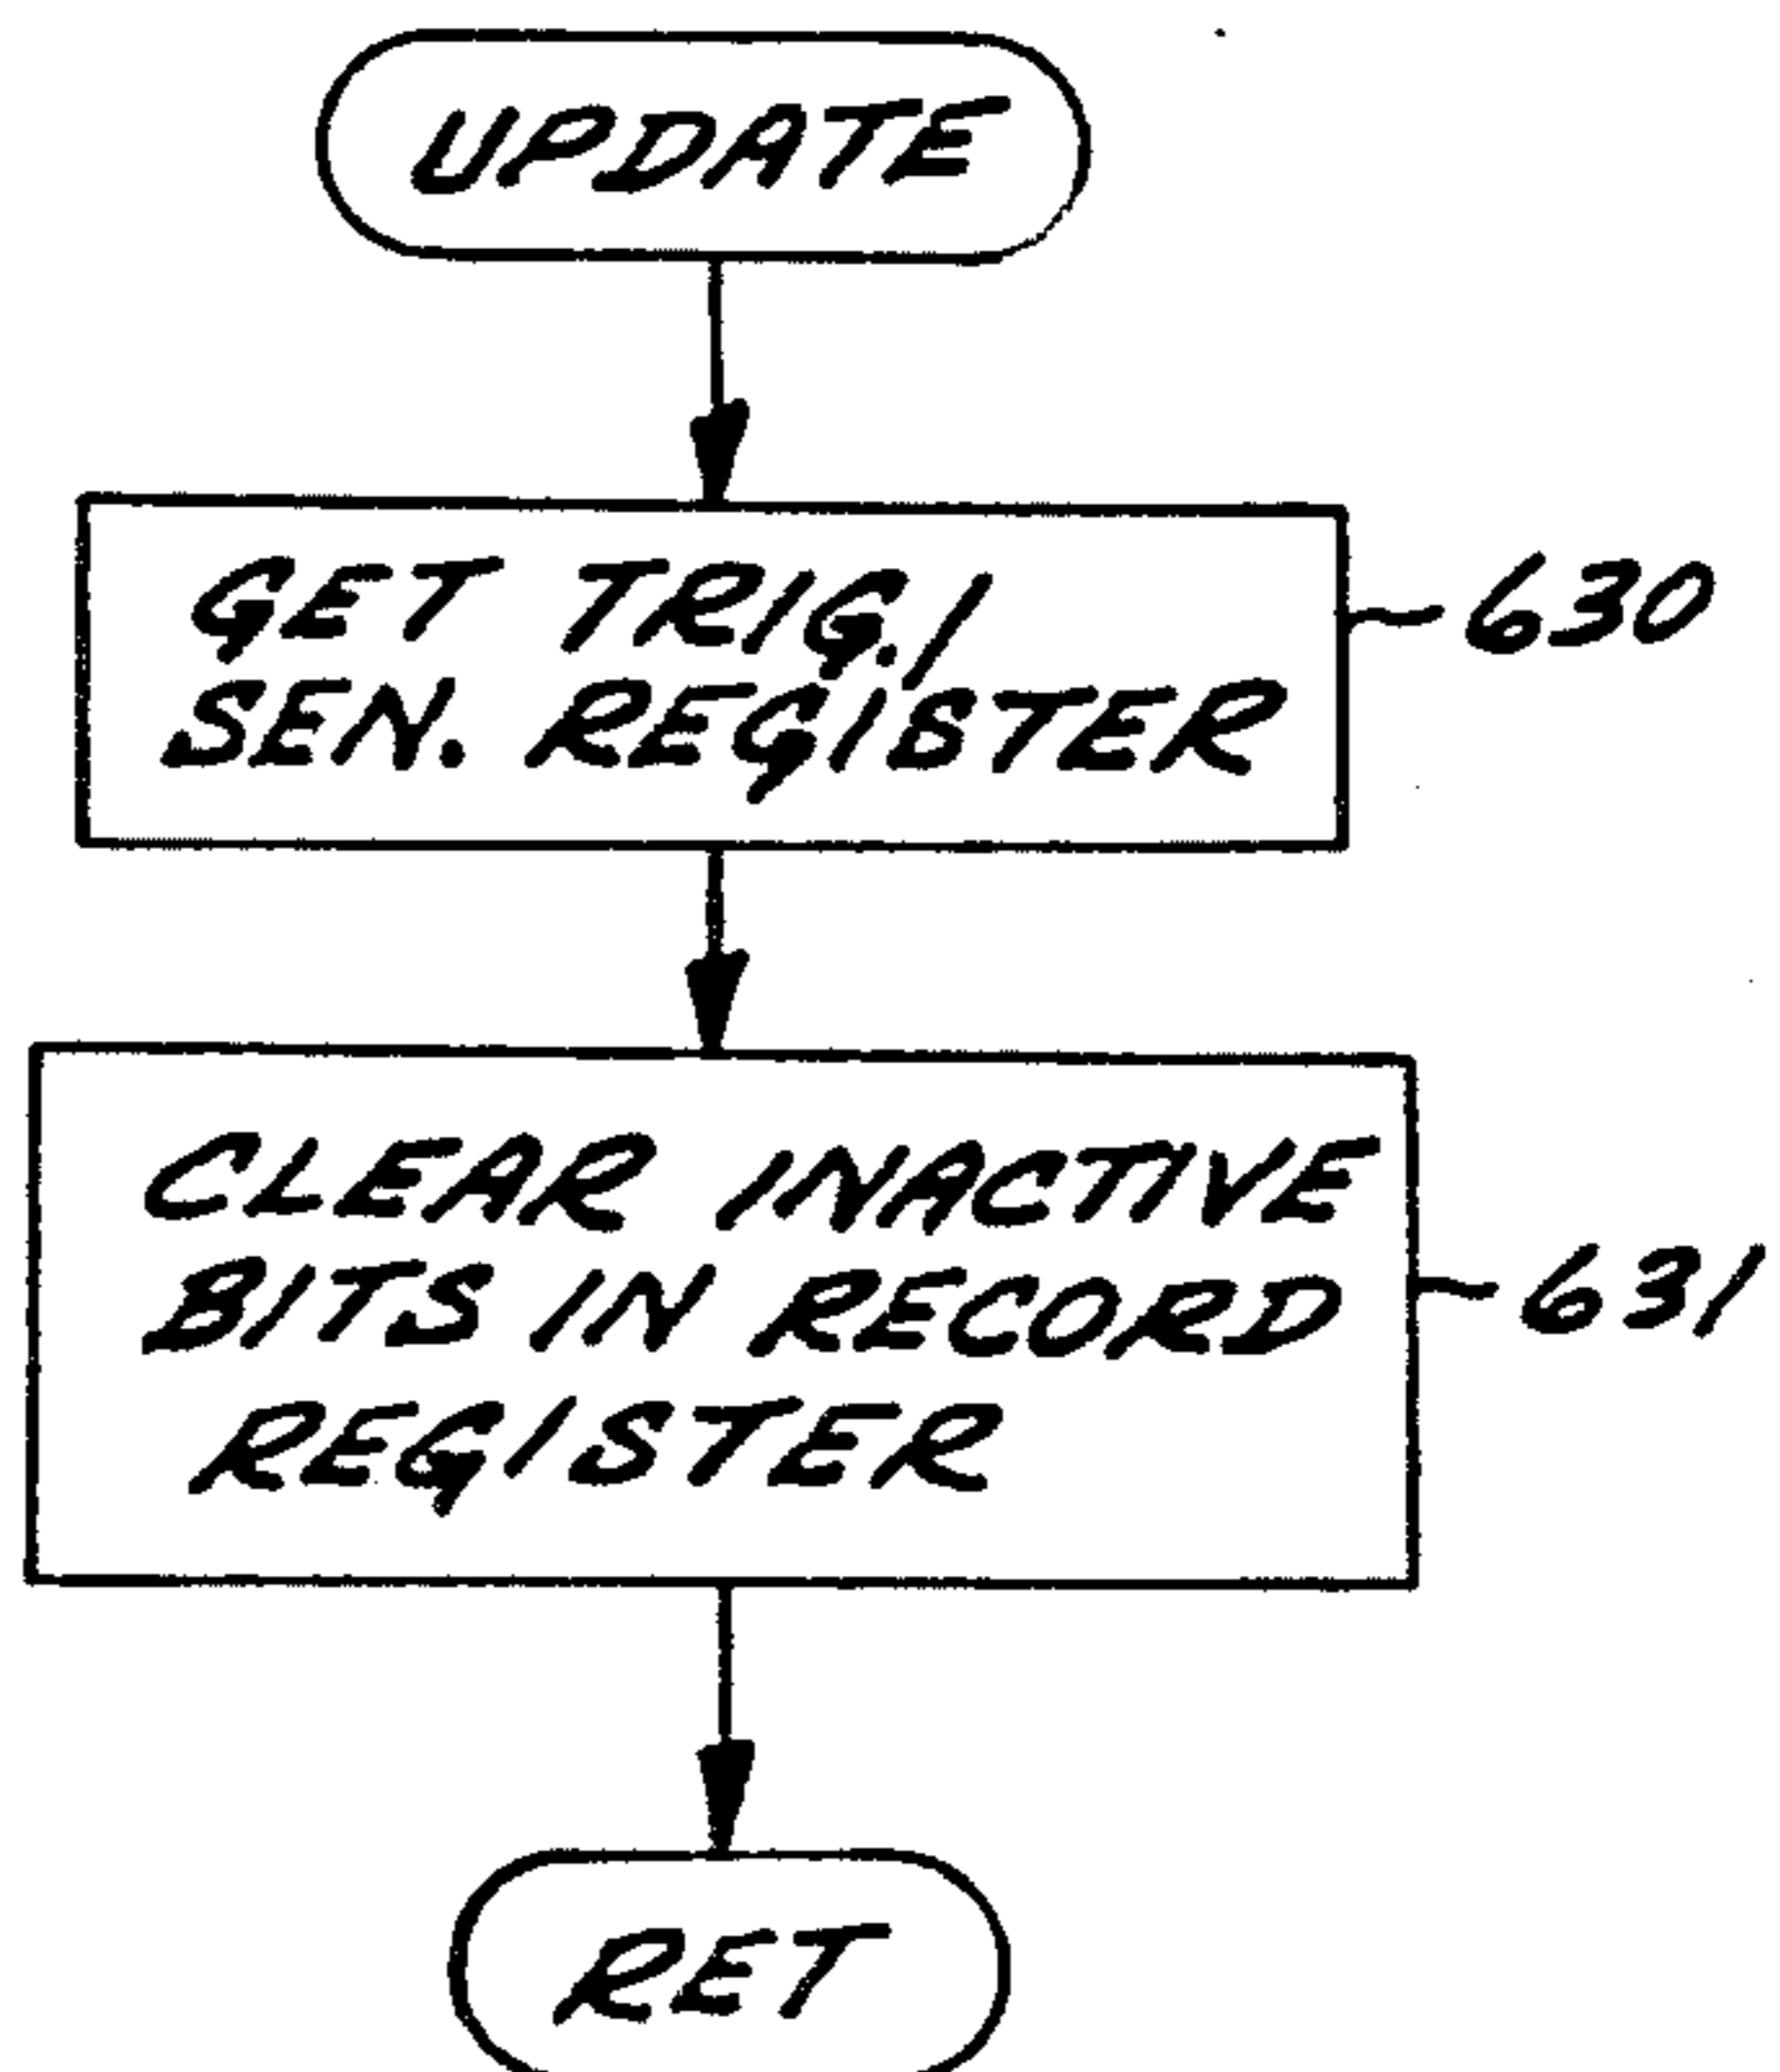 UPDATE
GET TRIG./
SEN. REGISTER
630
CLEAR INACTIVE
BITS IN RECORD
REGISTER
631
RET